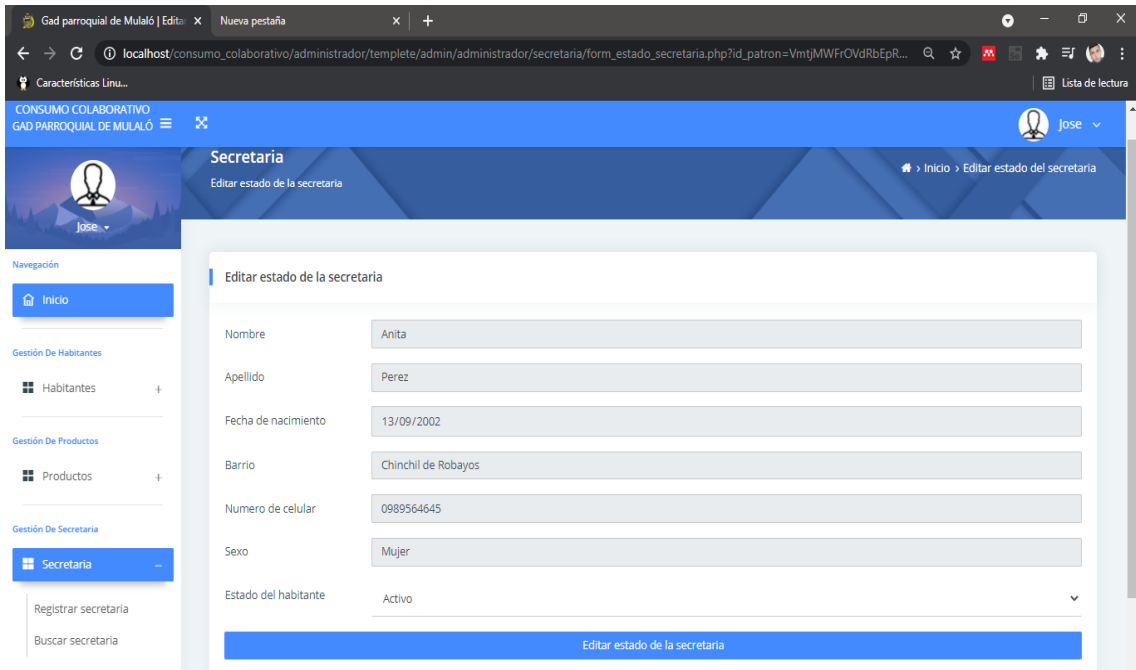 Gad parroquial de Mulaló | Edita
Nueva pestaña
localhost/consumo_colaborativo/administrador/templete/admin/administrador/secretaria/form_estado_secretaria.php?id_patron=VmtjMWFrOVdRbEpR...
Características Linu...
Lista de lectura
CONSUMO COLABORATIVO
GAD PARROQUIAL DE MULALÓ
Jose
Jose
Secretaria
Editar estado de la secretaria
> Inicio > Editar estado del secretaria
Navegación
Inicio
Gestión De Habitantes
Habitantes +
Gestión De Productos
Productos +
Gestión De Secretaria
Secretaria –
Registrar secretaria
Buscar secretaria
Editar estado de la secretaria
Nombre Anita
Apellido Perez
Fecha de nacimiento 13/09/2002
Barrio Chinchil de Robayos
Numero de celular 0989564645
Sexo Mujer
Estado del habitante Activo
Editar estado de la secretaria